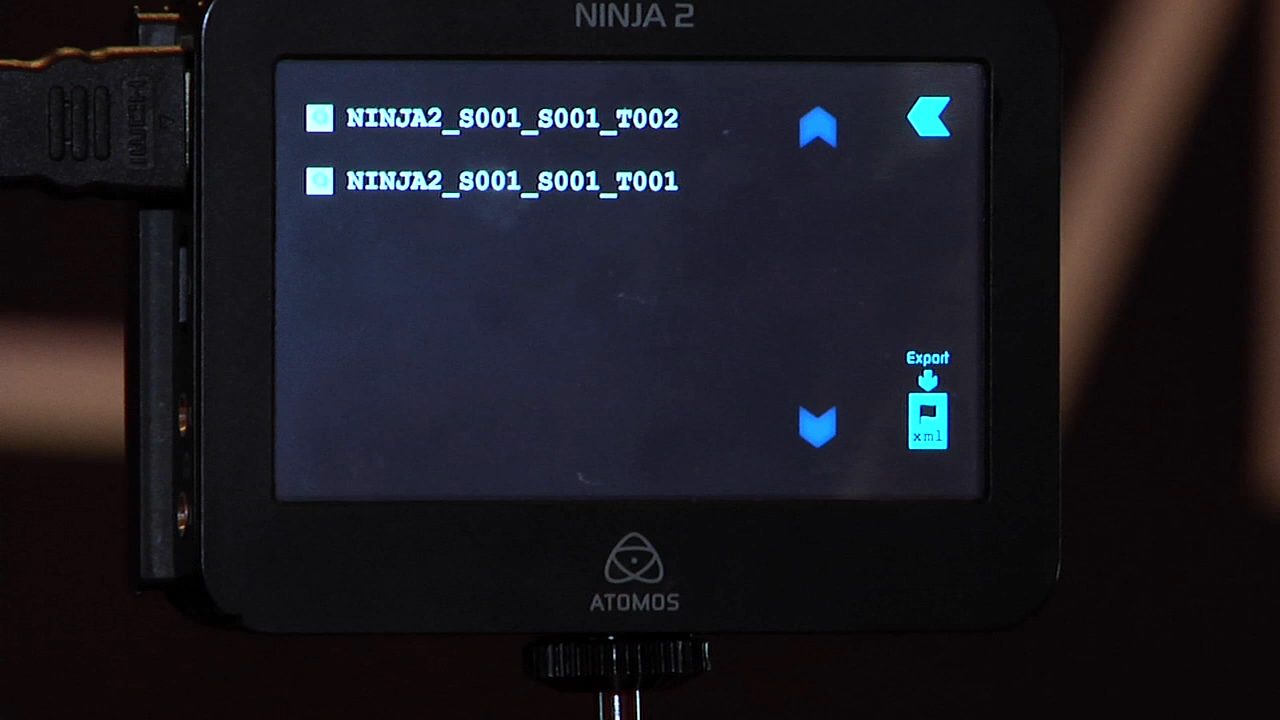 NINJA 2
NINJA2_S001_S001_T002
NINJA2_S001_S001_T001
Export
xml
ATOMOS